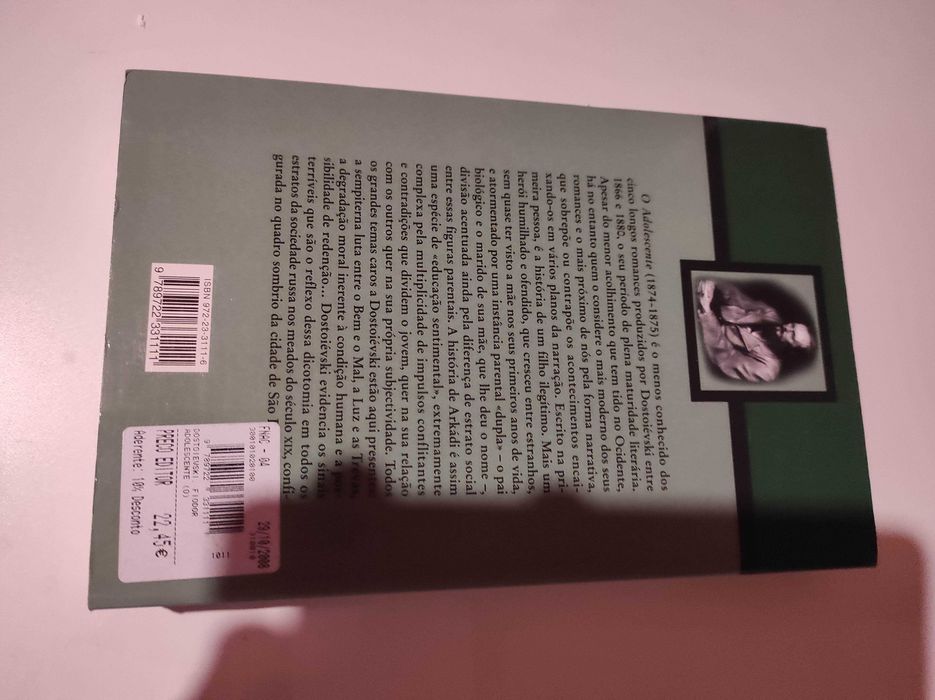 O Adolescente (1874-1875) é o menos conhecido dos
cinco longos romances produzidos por Dostoiévski entre
1866 e 1880, o seu período de plena maturidade literária.
Apesar do menor acolhimento que tem tido no Ocidente,
há no entanto quem o considere o mais moderno dos seus
romances e o mais próximo de nós pela forma narrativa,
que sobrepõe ou contrapõe os acontecimentos encai-
xando-os em vários planos da narração. Escrito na pri-
meira pessoa, é a história de um filho ilegítimo. Mais um
herói humilhado e ofendido, que cresceu entre estranhos,
sem quase ter visto a mãe nos seus primeiros anos de vida,
e atormentado por uma instância parental «dupla» – o pai
biológico e o marido de sua mãe, que lhe deu o nome –,
divisão acentuada ainda pela diferença de estrato social
entre essas figuras parentais. A história de Arkádi é assim
uma espécie de «educação sentimental», extremamente
complexa pela multiplicidade de impulsos conflitantes
e contradições que dividem o jovem, quer na sua relação
com os outros quer na sua própria subjectividade. Todos
os grandes temas caros a Dostoiévski estão aqui presentes:
a sempiterna luta entre o Bem e o Mal, a Luz e as Trevas,
a degradação moral inerente à condição humana e a pos-
sibilidade de redenção... Dostoiévski evidencia os sinais
terríveis que são o reflexo dessa dicotomia em todos os
estratos da sociedade russa nos meados do século XIX, confi-
gurada no quadro sombrio da cidade de São
ISBN 972-23-3111-6
9 789722 331111
FNAC - 04 29/10/2008
9 789722 331111 1011
DOSTOIEVSKI, FIODOR
ADOLESCENTE (O)
PRECO EDITOR 22,45€
Aderente: 10% Desconto